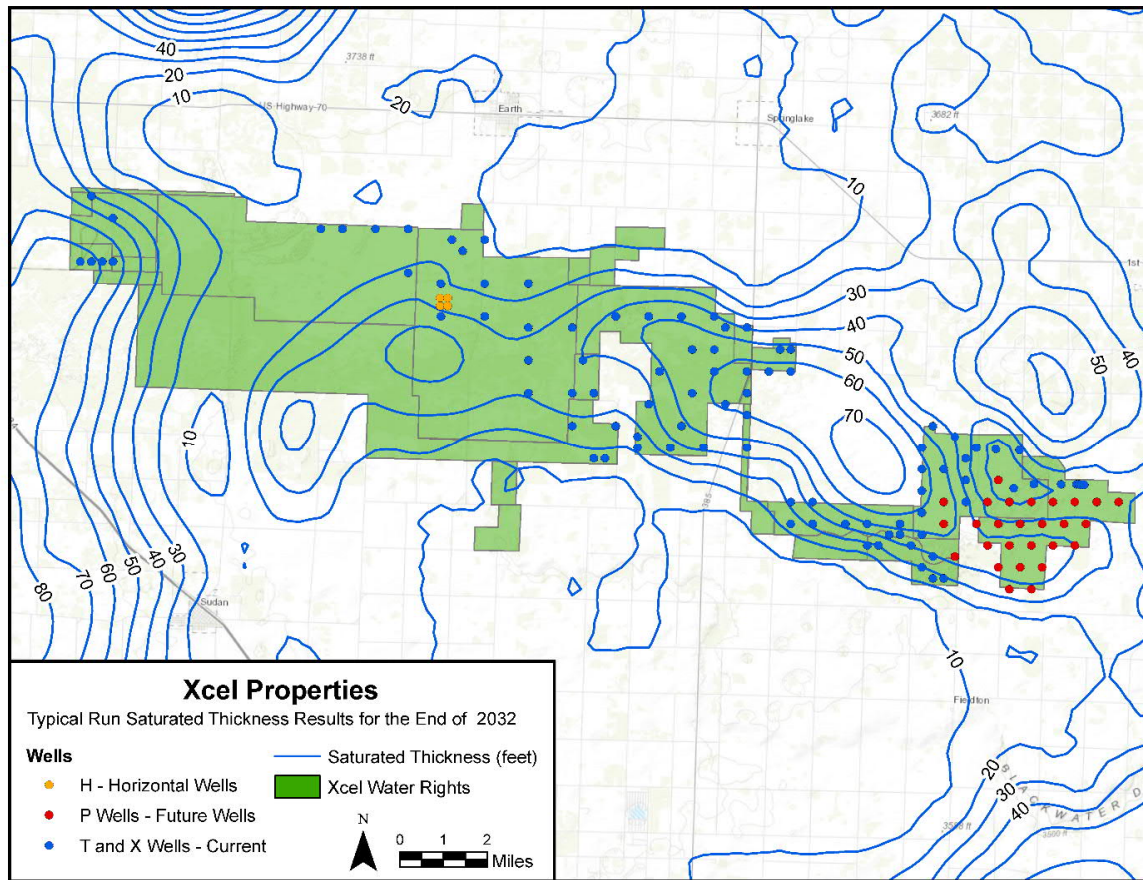 40
20
10
3738 ft
US-Highway-70
20
Earth
Springlake
3682 ft
10
1st
30
40
40
50
50
60
70
10
385
30
40
50
60
70
80
Sudan
10
Fieldton
20
30
40
BLACKWATER D
3500 ft
Xcel Properties
Typical Run Saturated Thickness Results for the End of 2032
Wells
H - Horizontal Wells
P Wells - Future Wells
T and X Wells - Current
Saturated Thickness (feet)
Xcel Water Rights
N
0 1 2
Miles